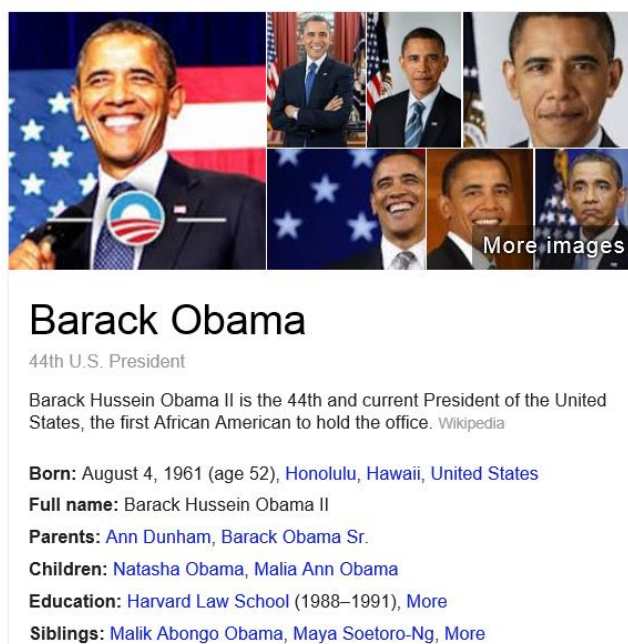 More images
Barack Obama
44th U.S. President
Barack Hussein Obama II is the 44th and current President of the United
States, the first African American to hold the office. Wikipedia
Born: August 4, 1961 (age 52), Honolulu, Hawaii, United States
Full name: Barack Hussein Obama II
Parents: Ann Dunham, Barack Obama Sr.
Children: Natasha Obama, Malia Ann Obama
Education: Harvard Law School (1988–1991), More
Siblings: Malik Abongo Obama, Maya Soetoro-Ng, More